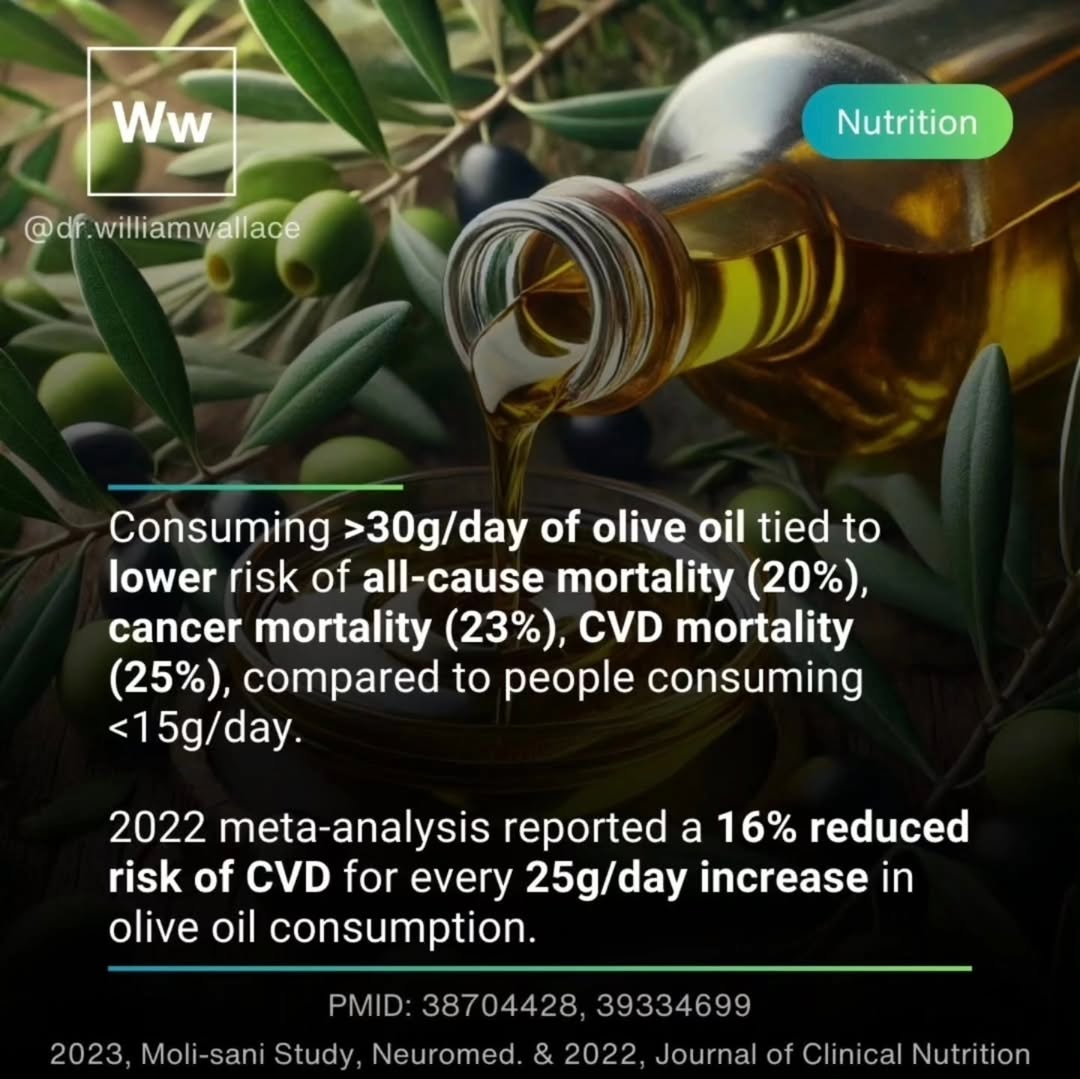 Ww
Nutrition
@dr.williamwallace
Consuming >30g/day of olive oil tied to
lower risk of all-cause mortality (20%),
cancer mortality (23%), CVD mortality
(25%), compared to people consuming
<15g/day.
2022 meta-analysis reported a 16% reduced
risk of CVD for every 25g/day increase in
olive oil consumption.
PMID: 38704428, 39334699
2023, Moli-sani Study, Neuromed. & 2022, Journal of Clinical Nutrition